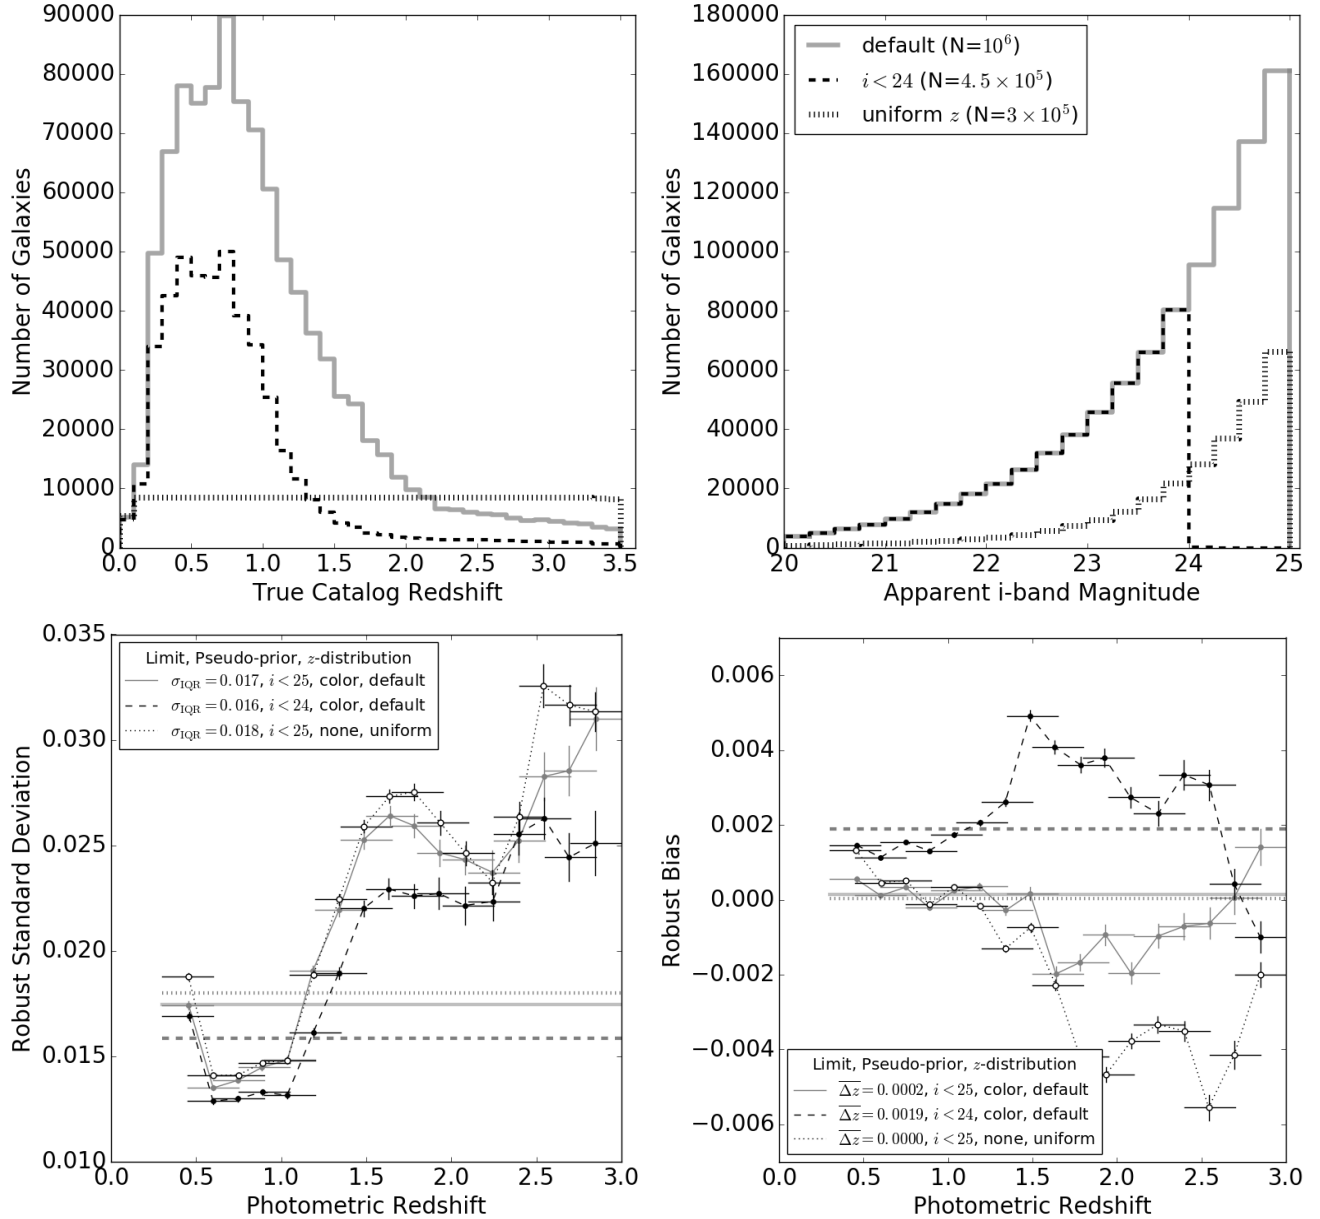 90000
80000
70000
60000
50000
40000
30000
20000
10000
0
Number of Galaxies
0.0 0.5 1.0 1.5 2.0 2.5 3.0 3.5
True Catalog Redshift
180000
160000
140000
120000
100000
80000
60000
40000
20000
0
Number of Galaxies
default (N=10⁶)
i < 24 (N=4.5 × 10⁵)
uniform z (N=3 × 10⁵)
20 21 22 23 24 25
Apparent i-band Magnitude
0.035
0.030
0.025
0.020
0.015
0.010
Robust Standard Deviation
Limit, Pseudo-prior, z-distribution
σ_IQR = 0.017, i < 25, color, default
σ_IQR = 0.016, i < 24, color, default
σ_IQR = 0.018, i < 25, none, uniform
0.0 0.5 1.0 1.5 2.0 2.5 3.0
Photometric Redshift
0.006
0.004
0.002
0.000
−0.002
−0.004
−0.006
Robust Bias
Limit, Pseudo-prior, z-distribution
Δz̅ = 0.0002, i < 25, color, default
Δz̅ = 0.0019, i < 24, color, default
Δz̅ = 0.0000, i < 25, none, uniform
0.0 0.5 1.0 1.5 2.0 2.5 3.0
Photometric Redshift